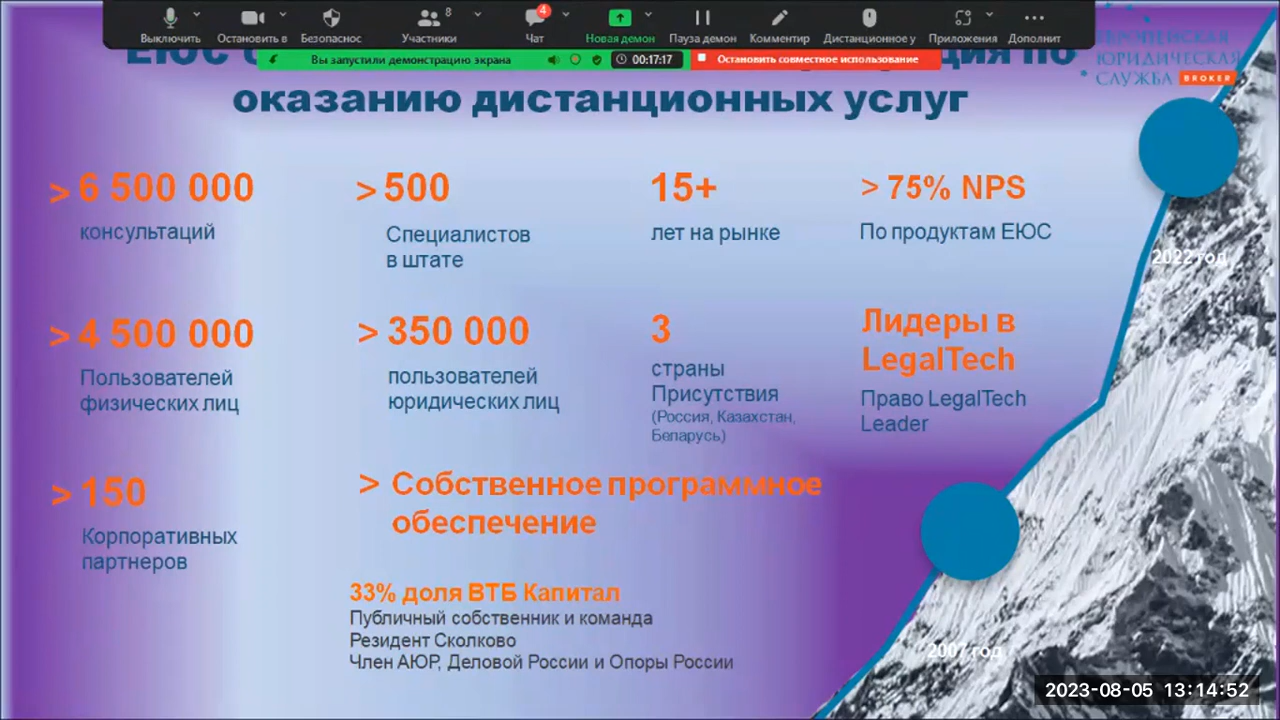 Выключить
Остановить в
Безопаснос
Участники
8
Чат
4
Новая демон
Пауза демон
Комментир
Дистанционное у
Приложения
Дополнит
Вы запустили демонстрацию экрана
00:17:17
Остановить совместное использование
ЕЮС
по
оказанию дистанционных услуг
ЕВРОПЕЙСКАЯ
ЮРИДИЧЕСКАЯ
СЛУЖБА BROKER
> 6 500 000
консультаций
> 500
Специалистов
в штате
15+
лет на рынке
> 75% NPS
По продуктам ЕЮС
2022 год
> 4 500 000
Пользователей
физических лиц
> 350 000
пользователей
юридических лиц
3
страны
Присутствия
(Россия, Казахстан,
Беларусь)
Лидеры в
LegalTech
Право LegalTech
Leader
> 150
Корпоративных
партнеров
> Собственное программное
обеспечение
33% доля ВТБ Капитал
Публичный собственник и команда
Резидент Сколково
Член АЮР, Деловой России и Опоры России
2007 год
2023-08-05 13:14:52